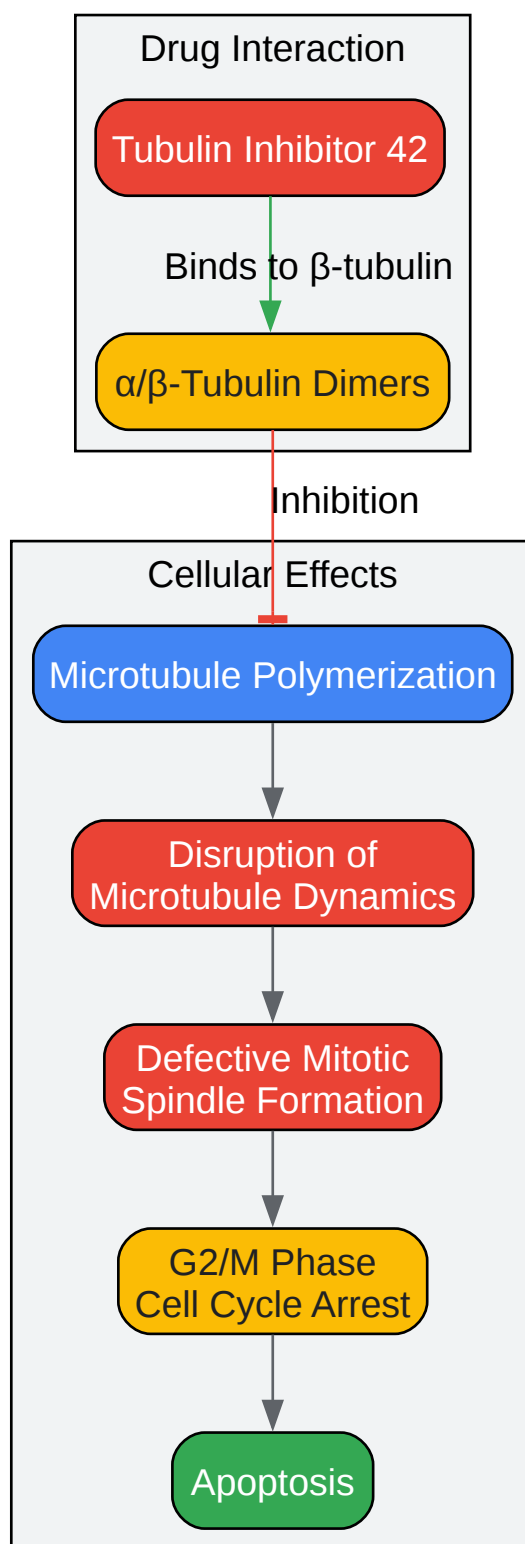 Drug Interaction
Tubulin Inhibitor 42
Binds to β-tubulin
α/β-Tubulin Dimers
Inhibition
Cellular Effects
Microtubule Polymerization
Disruption of
Microtubule Dynamics
Defective Mitotic
Spindle Formation
G2/M Phase
Cell Cycle Arrest
Apoptosis